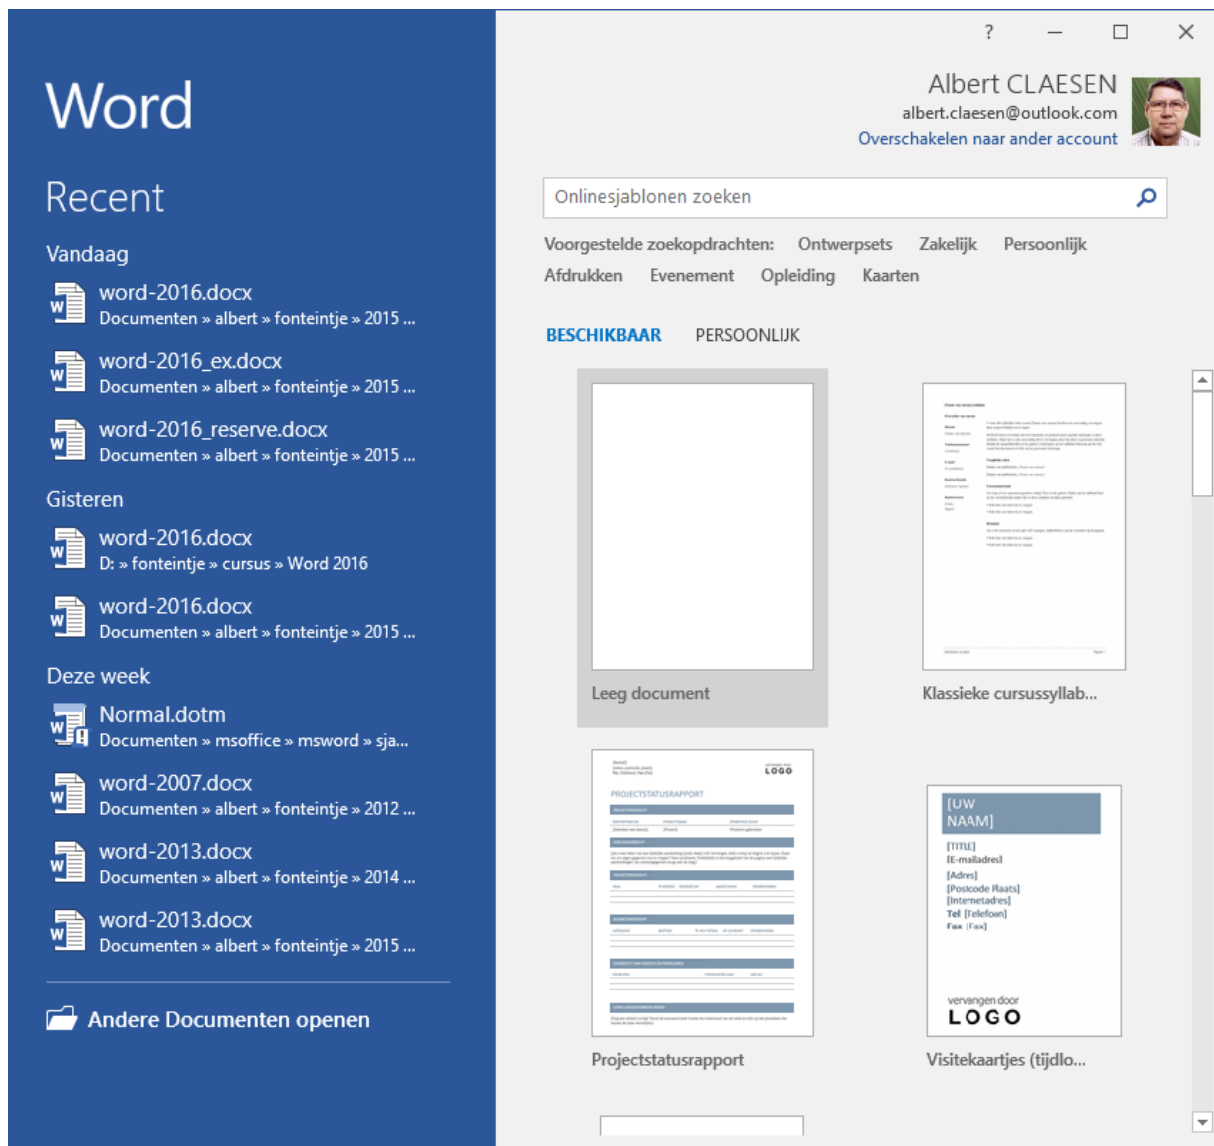 ?
Word
Albert CLAESEN
albert.claesen@outlook.com
Overschakelen naar ander account
Recent
Vandaag
word-2016.docx
Documenten » albert » fonteintje » 2015 ...
word-2016_ex.docx
Documenten » albert » fonteintje » 2015 ...
word-2016_reserve.docx
Documenten » albert » fonteintje » 2015 ...
Gisteren
word-2016.docx
D: » fonteintje » cursus » Word 2016
word-2016.docx
Documenten » albert » fonteintje » 2015 ...
Deze week
Normal.dotm
Documenten » msoffice » msword » sja...
word-2007.docx
Documenten » albert » fonteintje » 2012 ...
word-2013.docx
Documenten » albert » fonteintje » 2014 ...
word-2013.docx
Documenten » albert » fonteintje » 2015 ...
Andere Documenten openen
Onlinesjablonen zoeken
Voorgestelde zoekopdrachten: Ontwerpsets Zakelijk Persoonlijk
Afdrukken Evenement Opleiding Kaarten
BESCHIKBAAR PERSOONLIJK
Leeg document
Klassieke cursussyllab...
vervangen door
LOGO
PROJECTSTATUSRAPPORT
Projectstatusrapport
[UW
NAAM]
[TITEL]
[E-mailadres]
[Adres]
[Postcode Plaats]
[Internetadres]
Tel [Telefoon]
Fax [Fax]
vervangen door
LOGO
Visitekaartjes (tijdlo...